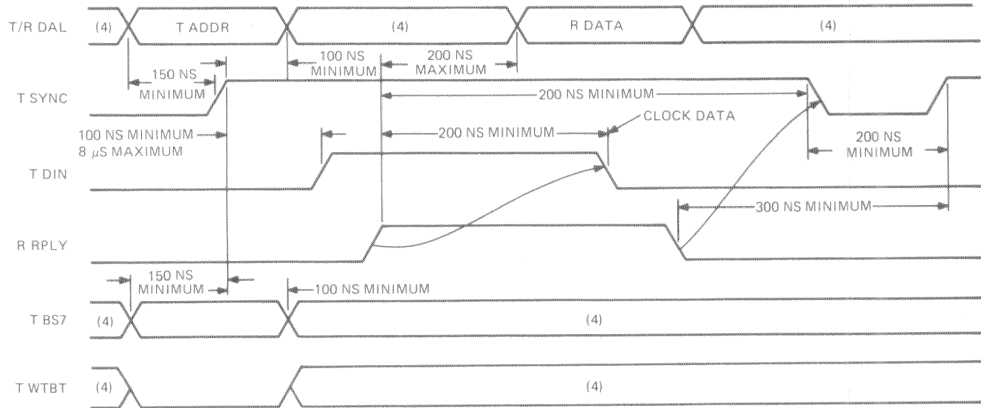 T/R DAL (4) T ADDR (4) R DATA (4)
100 NS MINIMUM
200 NS MAXIMUM
150 NS MINIMUM
T SYNC
200 NS MINIMUM
CLOCK DATA
100 NS MINIMUM
8 µS MAXIMUM
200 NS MINIMUM
200 NS MINIMUM
T DIN
300 NS MINIMUM
R RPLY
150 NS MINIMUM
100 NS MINIMUM
T BS7 (4) (4)
T WTBT (4) (4)